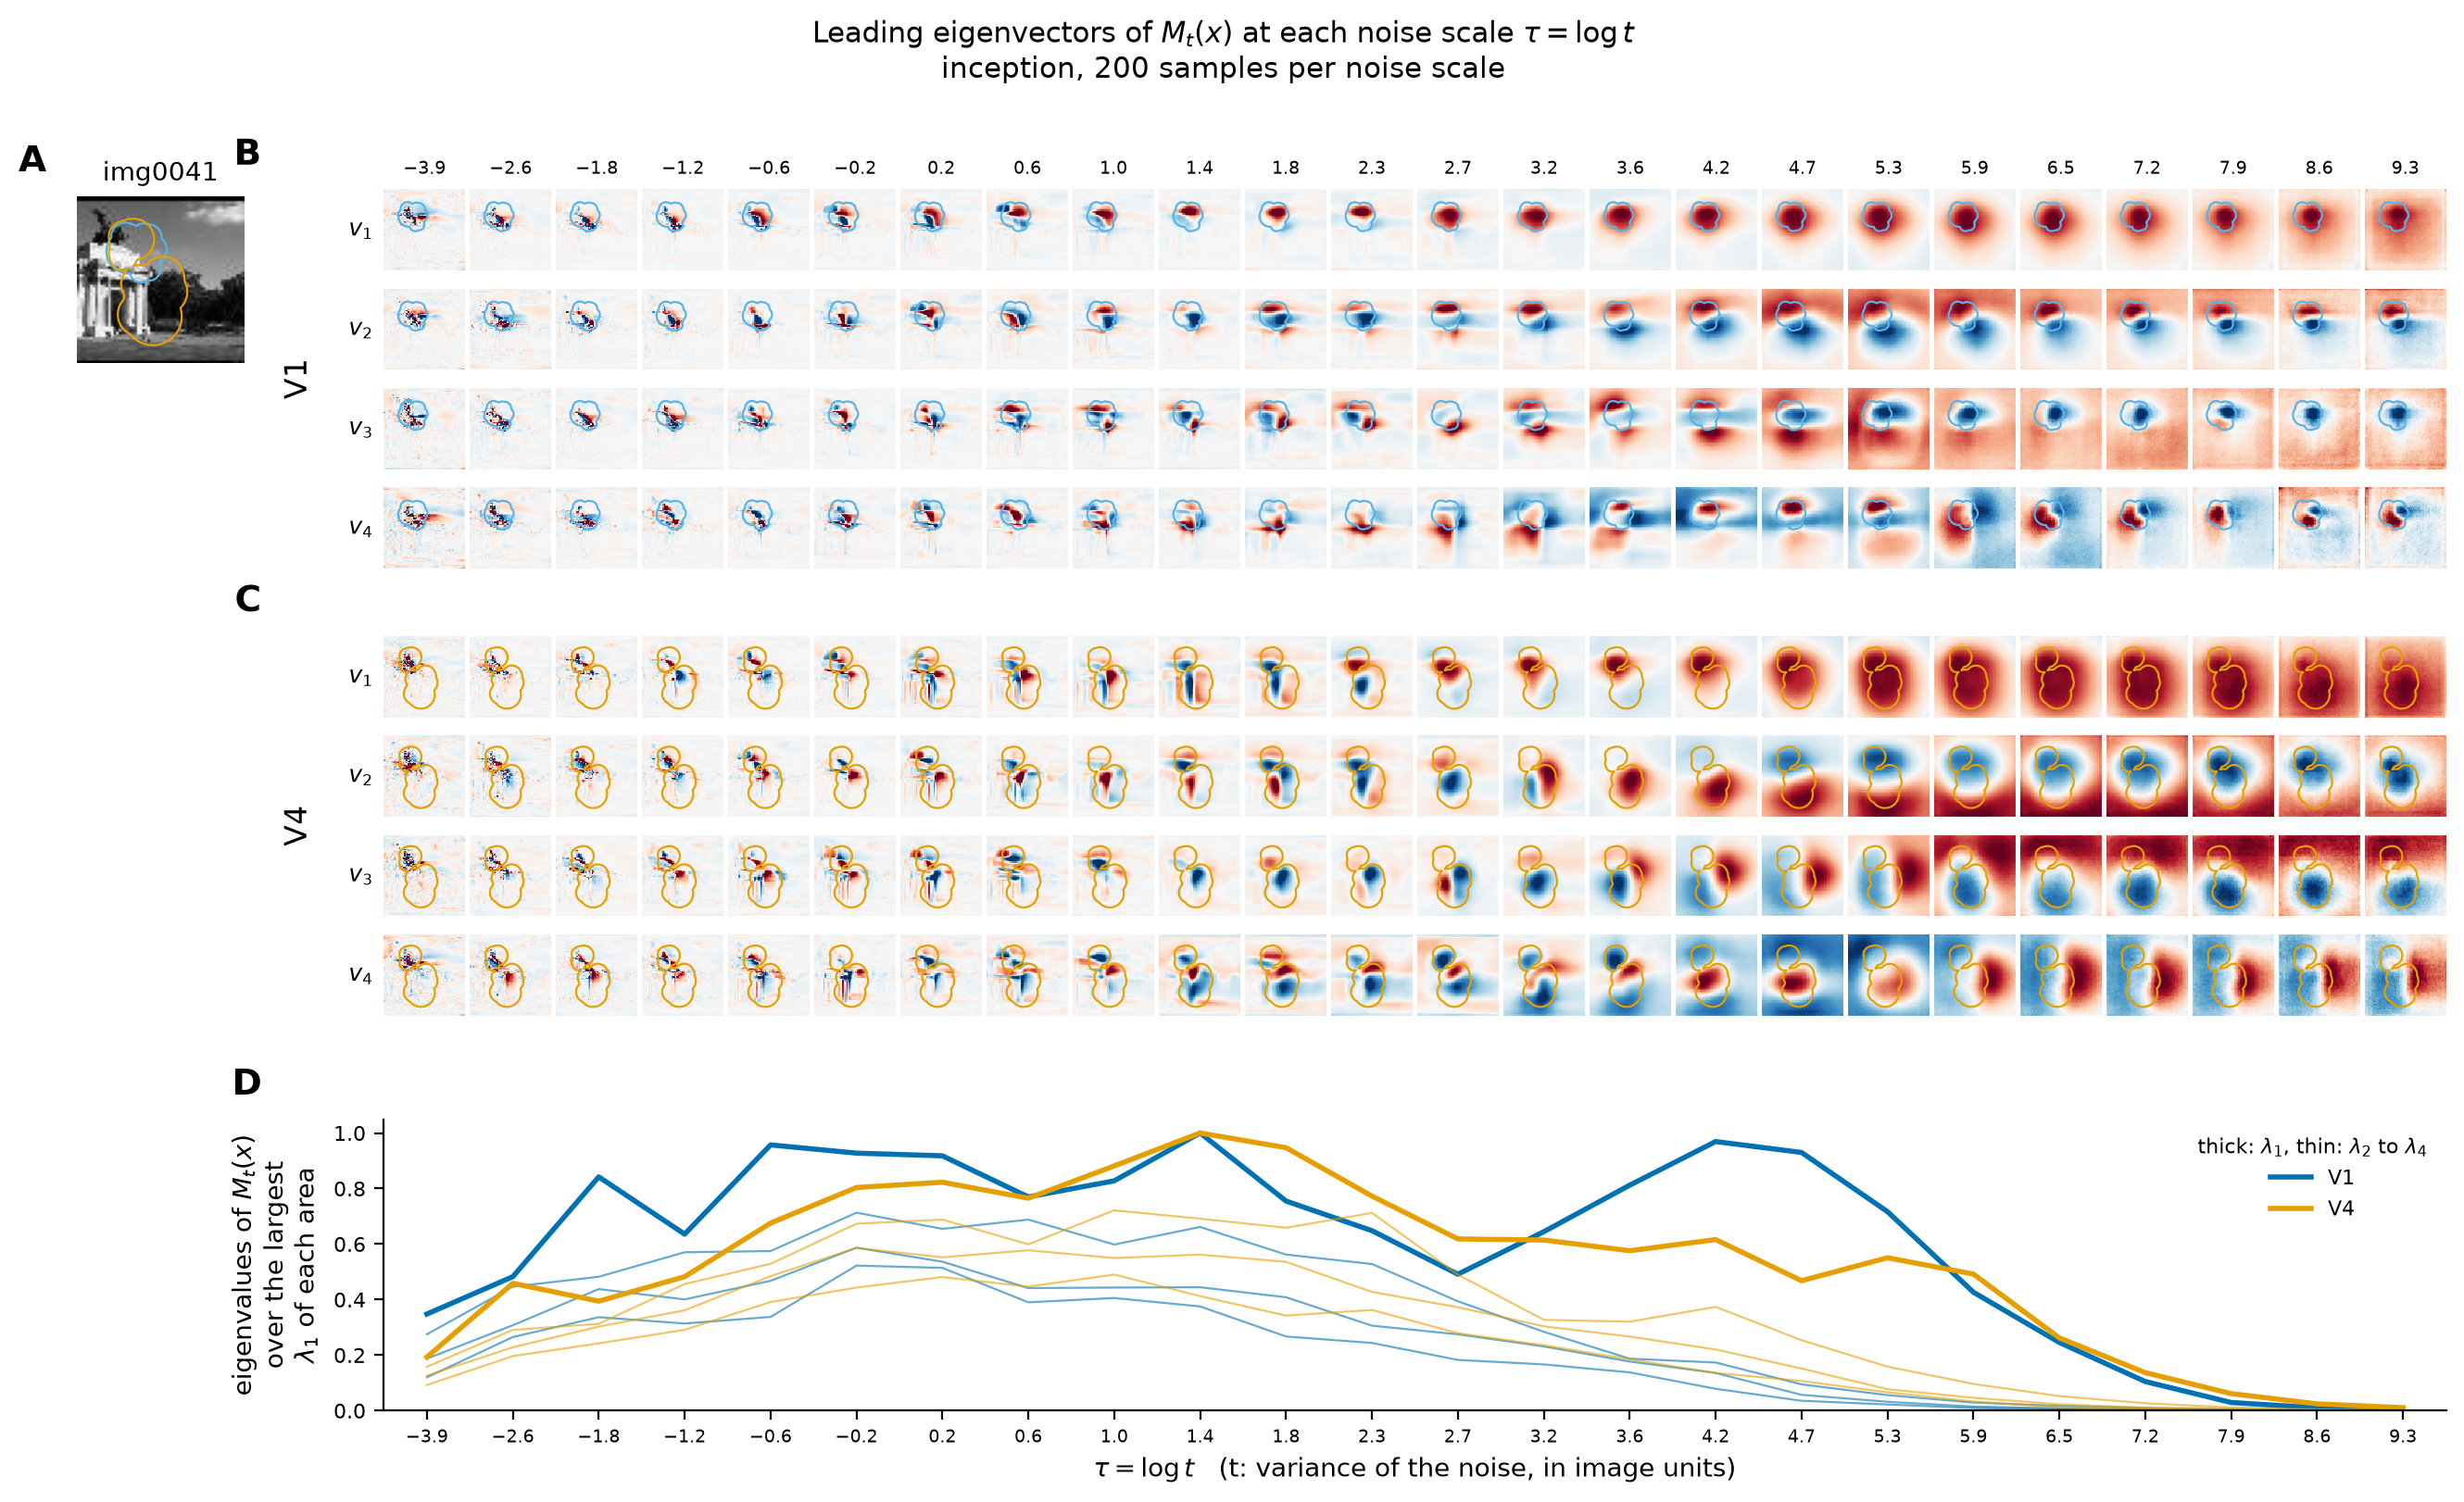 Leading eigenvectors of M_t(x) at each noise scale τ = log t
inception, 200 samples per noise scale
A
img0041
B
−3.9 −2.6 −1.8 −1.2 −0.6 −0.2 0.2 0.6 1.0 1.4 1.8 2.3 2.7 3.2 3.6 4.2 4.7 5.3 5.9 6.5 7.2 7.9 8.6 9.3
V1
v₁
v₂
v₃
v₄
C
V4
v₁
v₂
v₃
v₄
D
eigenvalues of M_t(x)
over the largest
λ₁ of each area
1.0
0.8
0.6
0.4
0.2
0.0
thick: λ₁, thin: λ₂ to λ₄
V1
V4
−3.9 −2.6 −1.8 −1.2 −0.6 −0.2 0.2 0.6 1.0 1.4 1.8 2.3 2.7 3.2 3.6 4.2 4.7 5.3 5.9 6.5 7.2 7.9 8.6 9.3
τ = log t (t: variance of the noise, in image units)